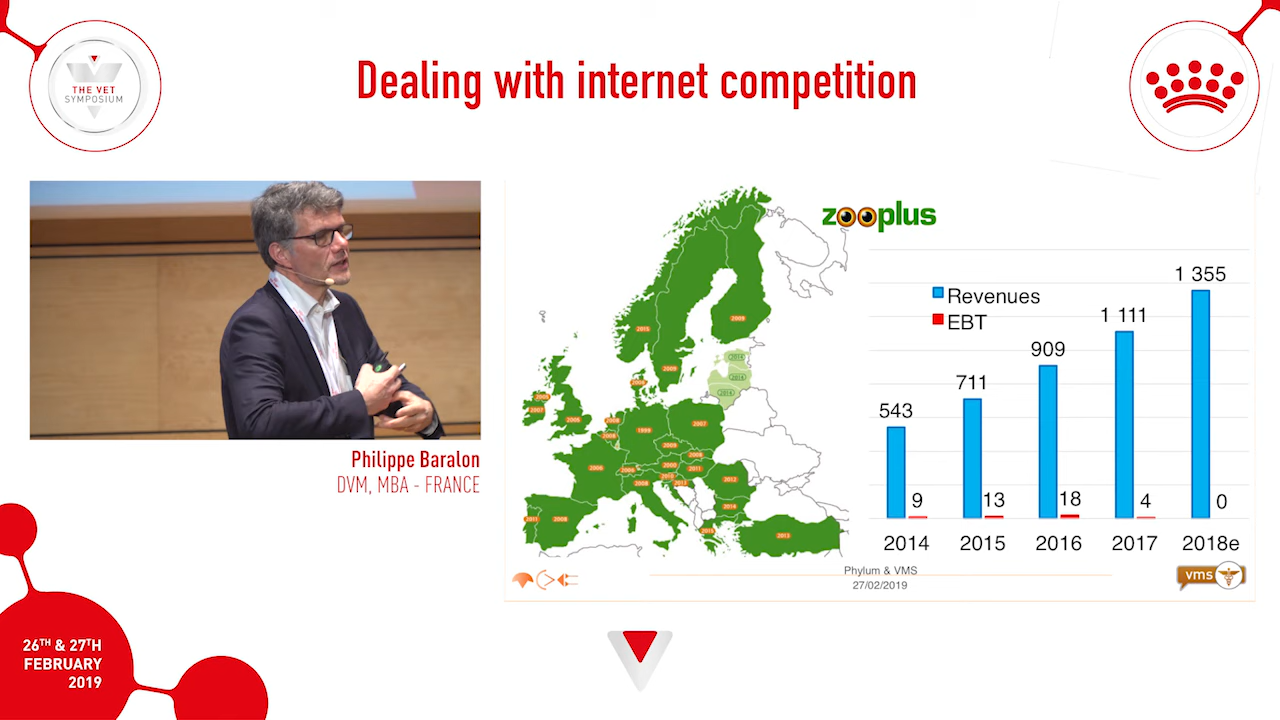 THE VET
SYMPOSIUM
Dealing with internet competition
zooplus
Revenues
EBT
543
711
909
1 111
1 355
9
13
18
4
0
2014
2015
2016
2017
2018e
Philippe Baralon
DVM, MBA - FRANCE
Phylum & VMS
27/02/2019
vms
26TH & 27TH
FEBRUARY
2019